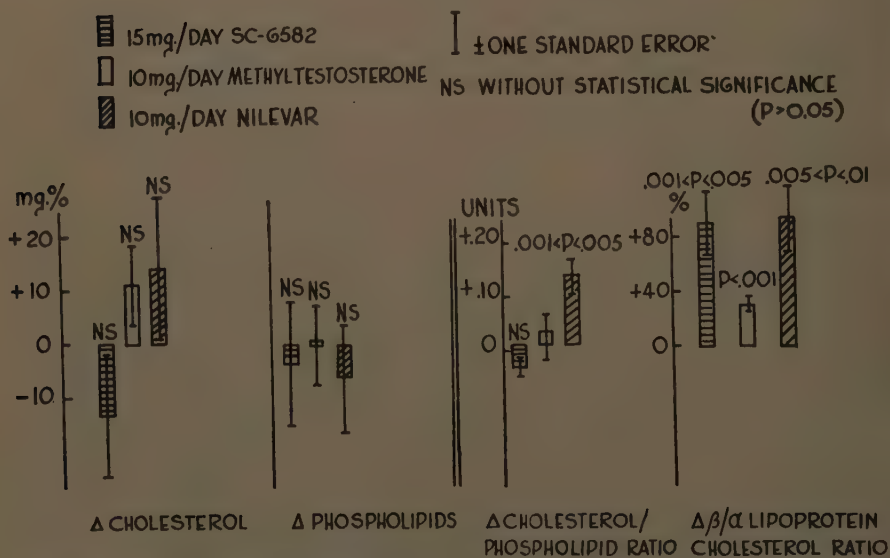 15mg./DAY SC-6582
10mg./DAY METHYLTESTOSTERONE
10mg./DAY NILEVAR
±ONE STANDARD ERROR
NS WITHOUT STATISTICAL SIGNIFICANCE
(P>0.05)
mg.%
+20
+10
0
-10
NS
NS
NS
NS
NS
NS
UNITS
+.20
+.10
0
NS
.001<P<.005
.001<P<.005
.005<P<.01
%
+80
+40
0
P<.001
Δ CHOLESTEROL
Δ PHOSPHOLIPIDS
Δ CHOLESTEROL/
PHOSPHOLIPID RATIO
Δβ/α LIPOPROTEIN
CHOLESTEROL RATIO